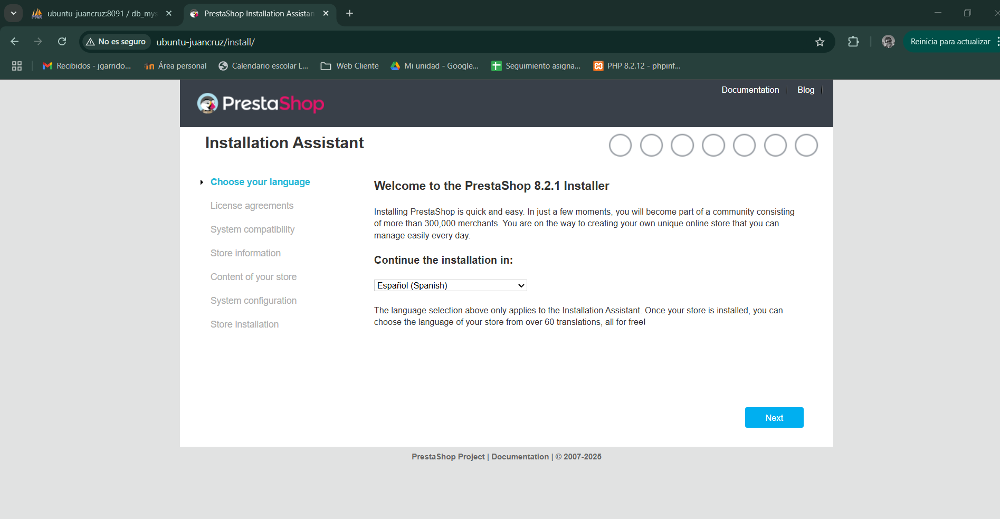 ubuntu-juancruz:8091 / db_mys
PrestaShop Installation Assistan
No es seguro
ubuntu-juancruz/install/
Reinicia para actualizar
Recibidos - jgarrido...
Área personal
Calendario escolar L...
Web Cliente
Mi unidad - Google...
Seguimiento asigna...
PHP 8.2.12 - phpinf...
Documentation
Blog
PrestaShop
Installation Assistant
Choose your language
License agreements
System compatibility
Store information
Content of your store
System configuration
Store installation
Welcome to the PrestaShop 8.2.1 Installer
Installing PrestaShop is quick and easy. In just a few moments, you will become part of a community consisting
of more than 300,000 merchants. You are on the way to creating your own unique online store that you can
manage easily every day.
Continue the installation in:
Español (Spanish)
The language selection above only applies to the Installation Assistant. Once your store is installed, you can
choose the language of your store from over 60 translations, all for free!
Next
PrestaShop Project | Documentation | © 2007-2025